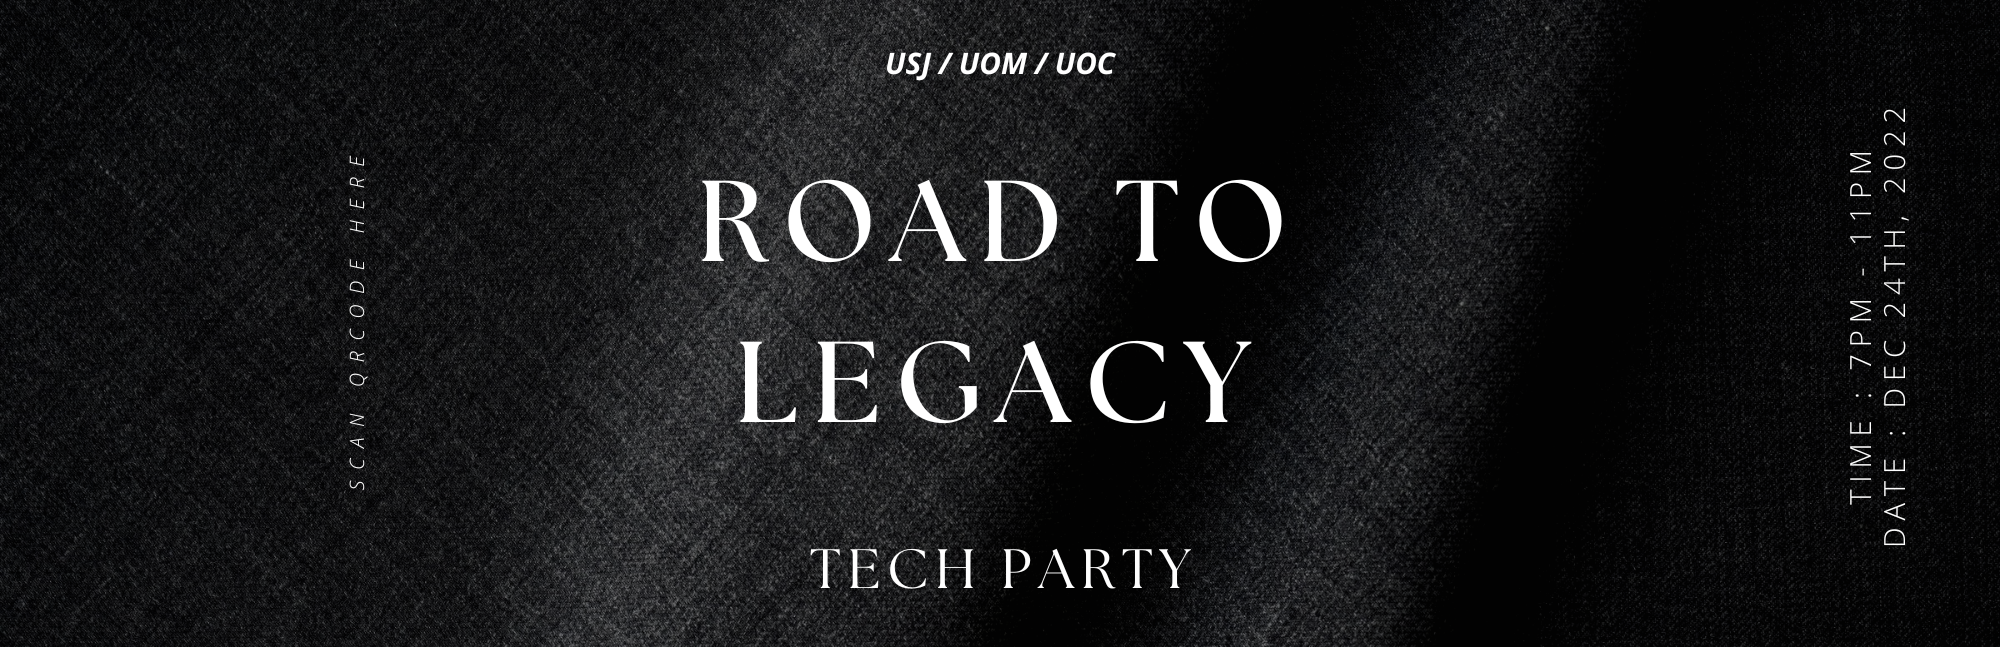 USJ / UOM / UOC
SCAN QRCODE HERE
ROAD TO
LEGACY
TECH PARTY
TIME : 7PM - 11PM
DATE : DEC 24TH, 2022